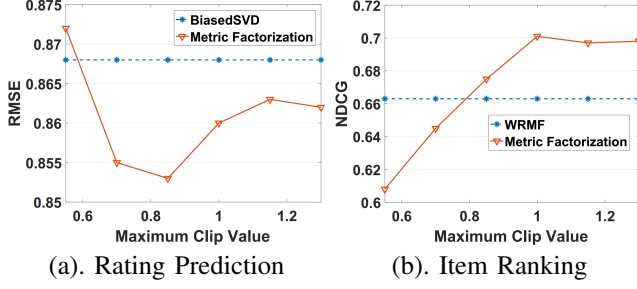 0.875
0.87
0.865
0.86
0.855
0.85
RMSE
BiasedSVD
Metric Factorization
0.6 0.8 1 1.2
Maximum Clip Value
(a). Rating Prediction
0.72
0.7
0.68
0.66
0.64
0.62
0.6
NDCG
WRMF
Metric Factorization
0.6 0.8 1 1.2
Maximum Clip Value
(b). Item Ranking